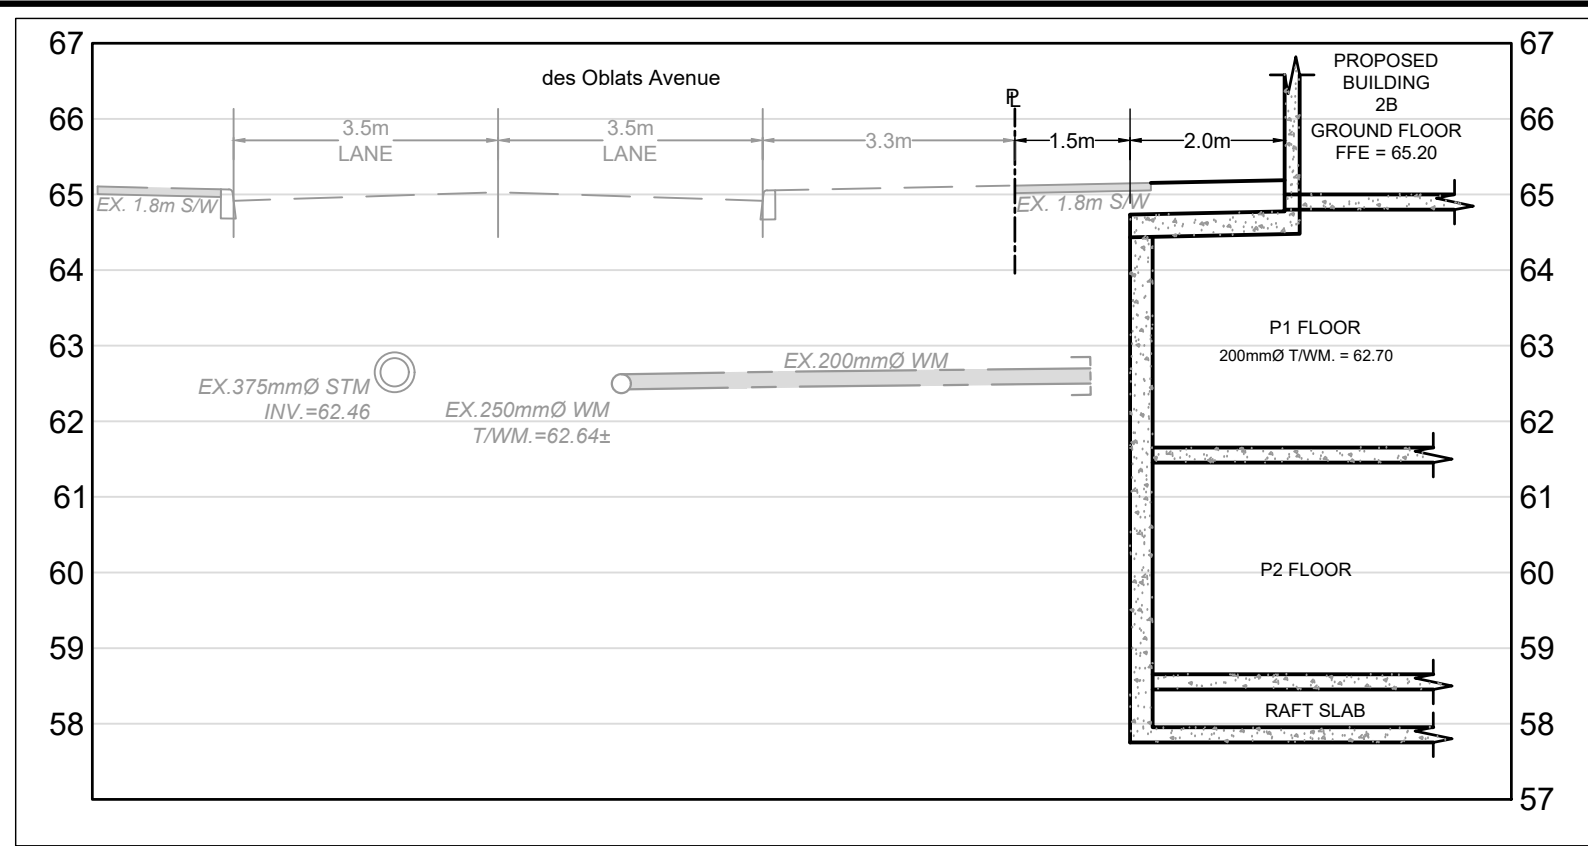 67
67
des Oblats Avenue
PROPOSED
BUILDING
2B
GROUND FLOOR
FFE = 65.20
PL
66
66
3.5m
LANE
3.5m
LANE
3.3m
1.5m
2.0m
65
65
EX. 1.8m S/W
EX. 1.8m S/W
64
64
P1 FLOOR
200mmØ T/WM. = 62.70
63
63
EX.200mmØ WM
EX.375mmØ STM
INV.=62.46
EX.250mmØ WM
T/WM.=62.64±
62
62
61
61
60
60
P2 FLOOR
59
59
RAFT SLAB
58
58
57